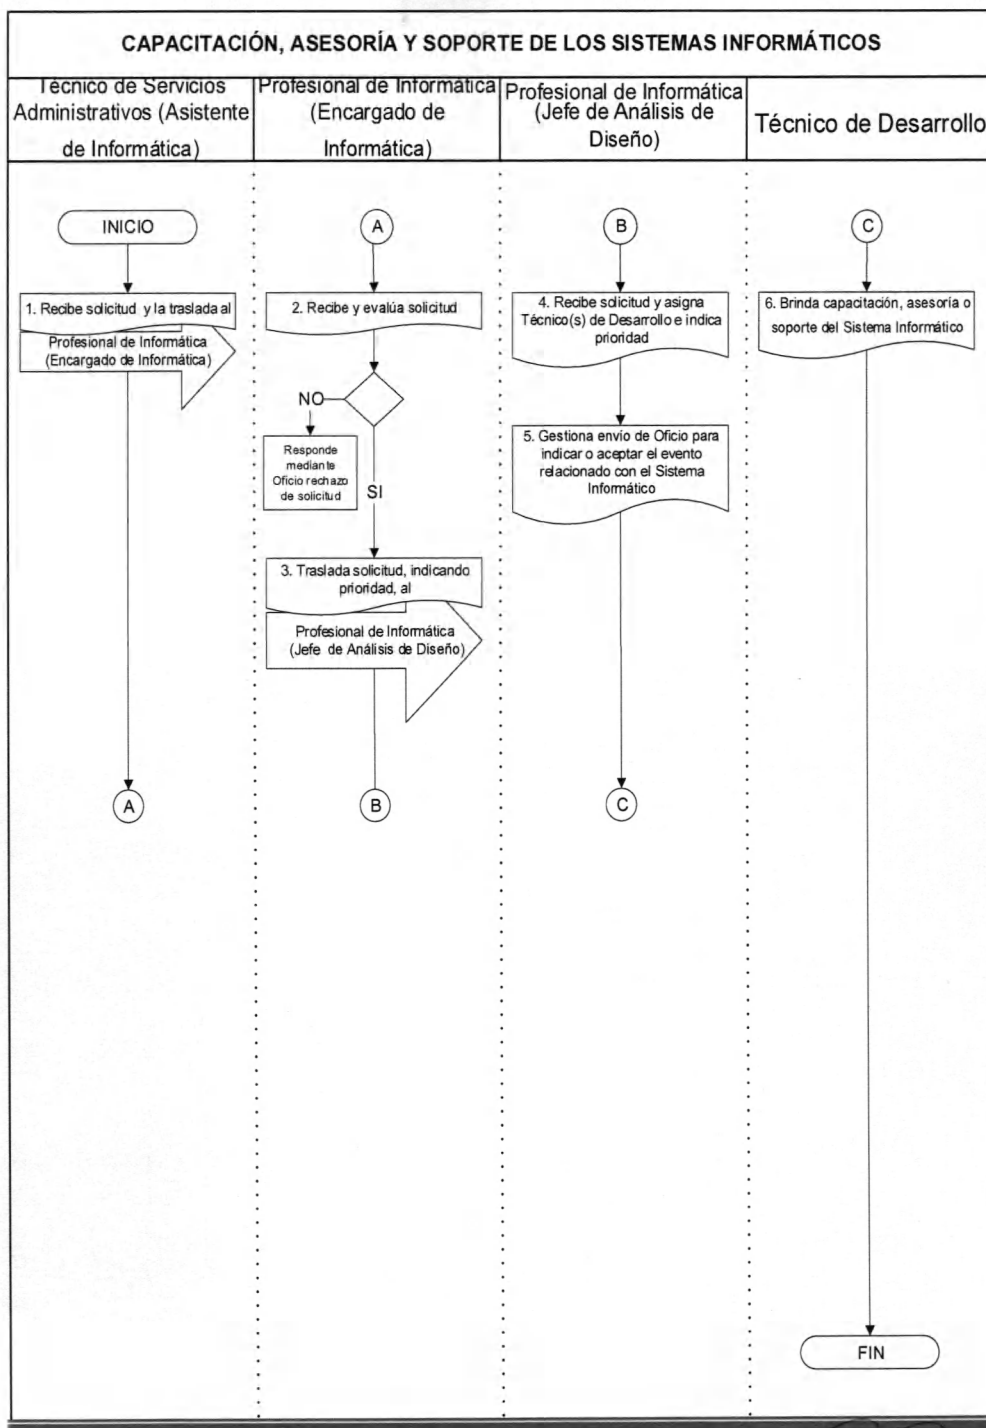 CAPACITACIÓN, ASESORÍA Y SOPORTE DE LOS SISTEMAS INFORMÁTICOS
Técnico de Servicios
Administrativos (Asistente
de Informática)
Profesional de Informática
(Encargado de
Informática)
Profesional de Informática
(Jefe de Análisis de
Diseño)
Técnico de Desarrollo
INICIO
1. Recibe solicitud y la traslada al
Profesional de Informática
(Encargado de Informática)
A
A
2. Recibe y evalúa solicitud
NO
Responde
mediante
Oficio rechazo
de solicitud
SI
3. Traslada solicitud, indicando
prioridad, al
Profesional de Informática
(Jefe de Análisis de Diseño)
B
B
4. Recibe solicitud y asigna
Técnico(s) de Desarrollo e indica
prioridad
5. Gestiona envío de Oficio para
indicar o aceptar el evento
relacionado con el Sistema
Informático
C
C
6. Brinda capacitación, asesoría o
soporte del Sistema Informático
FIN